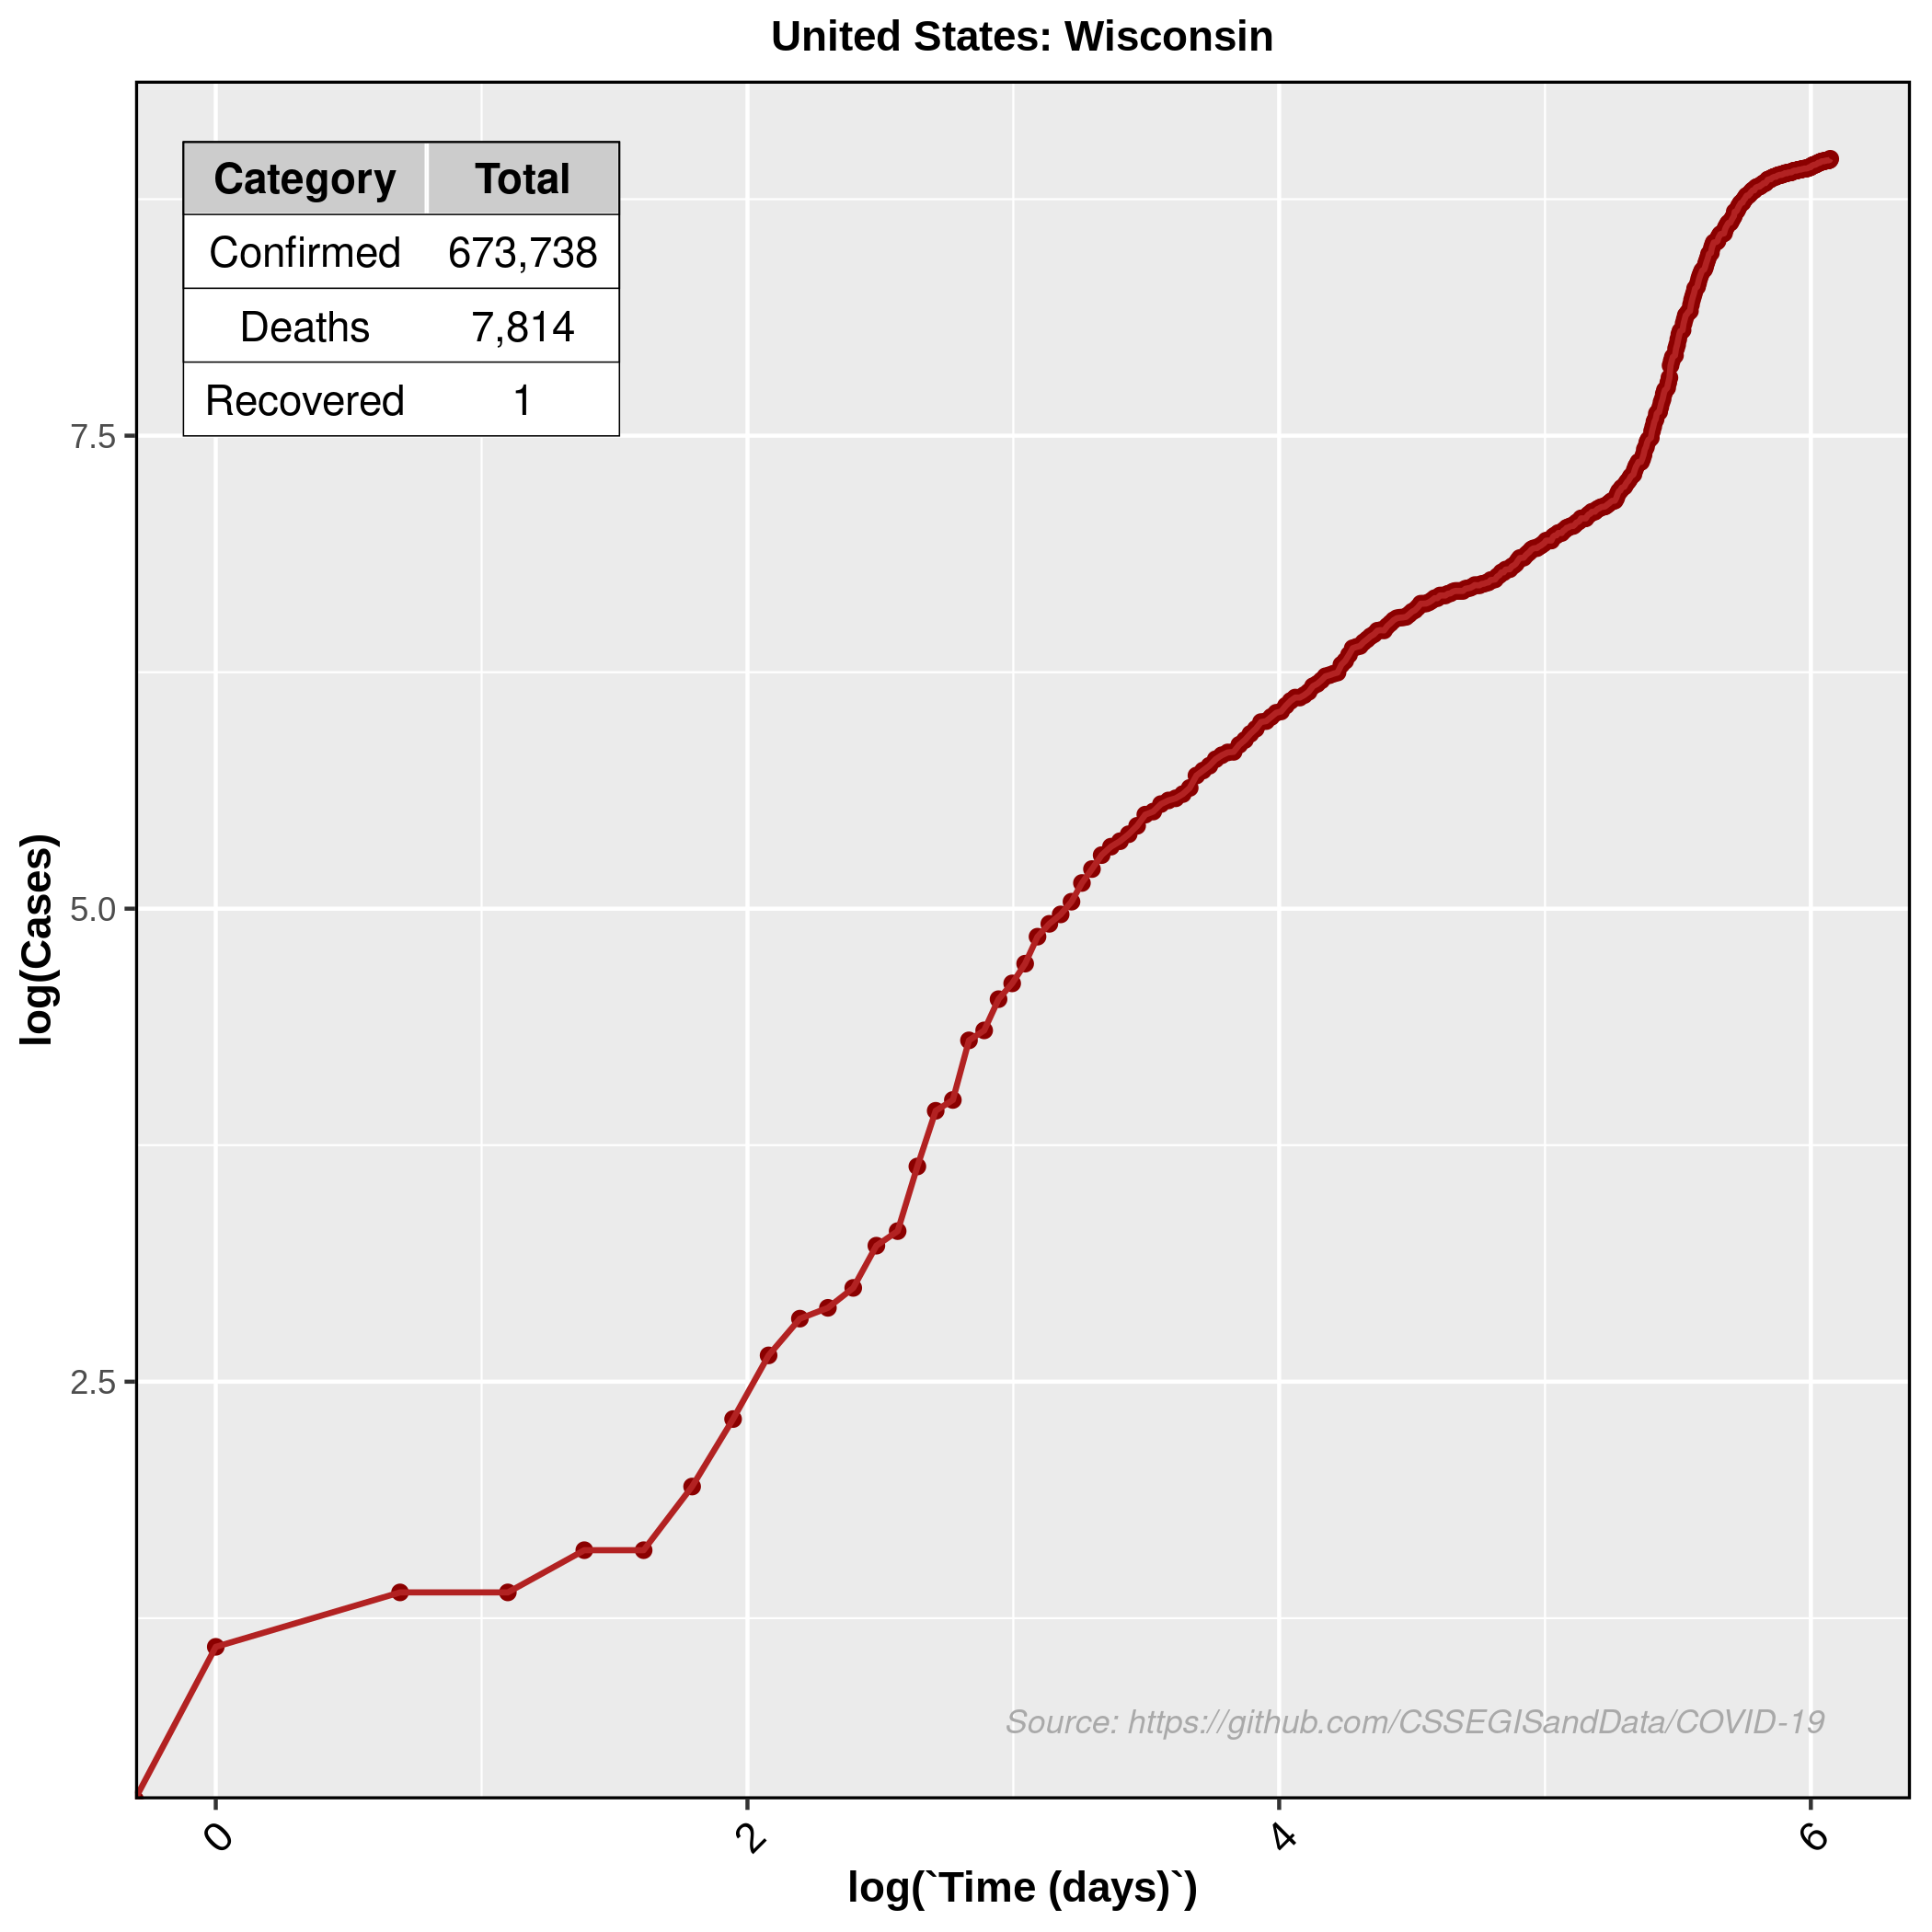 United States: Wisconsin
Category Total
Confirmed 673,738
Deaths 7,814
Recovered 1
7.5
5.0
2.5
log(Cases)
Source: https://github.com/CSSEGISandData/COVID-19
0 2 4 6
log(`Time (days)`)